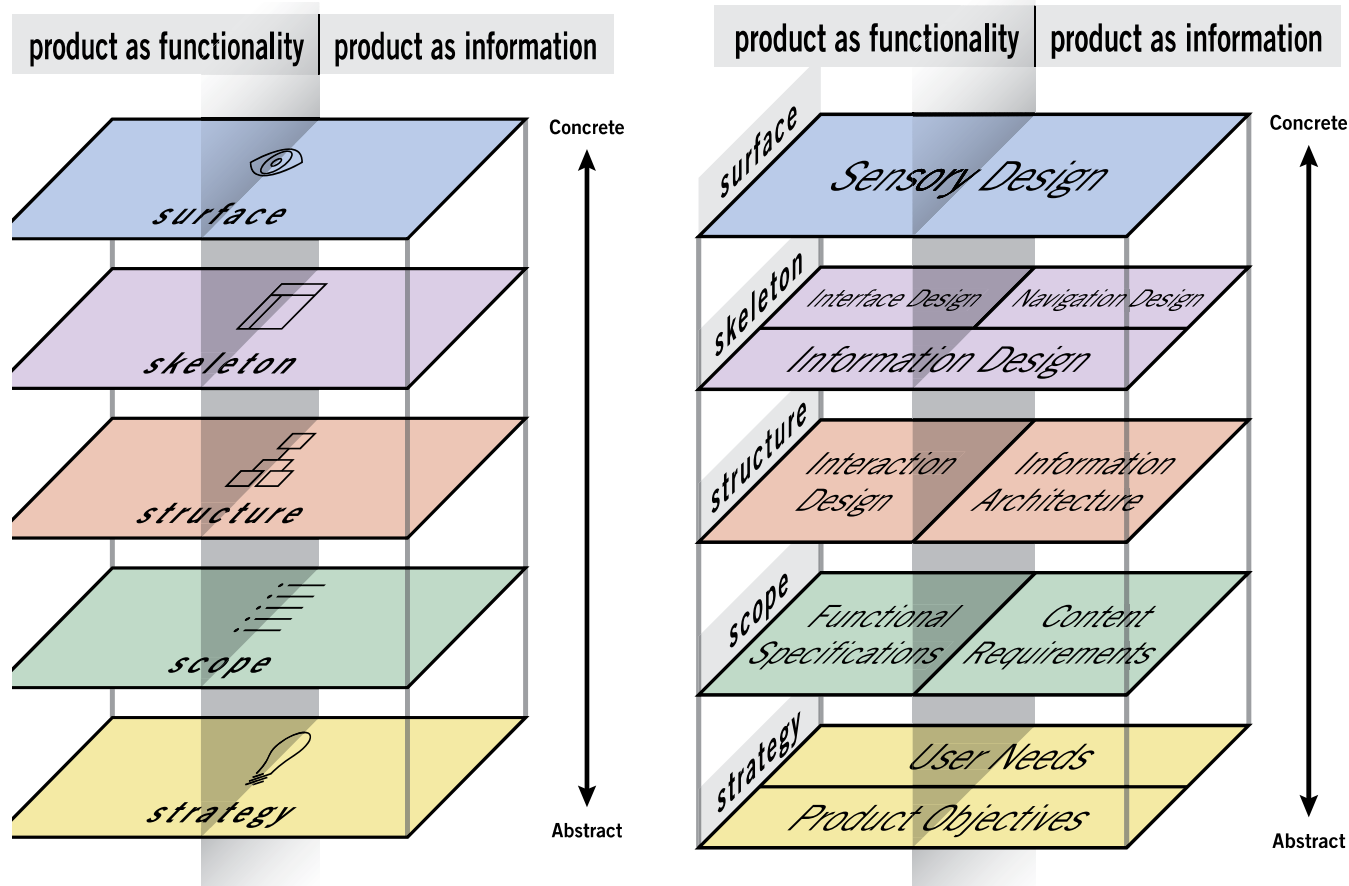 product as functionality
product as information
Concrete
surface
skeleton
structure
scope
strategy
Abstract
product as functionality
product as information
Concrete
surface
Sensory Design
skeleton
Interface Design
Navigation Design
Information Design
structure
Interaction
Design
Information
Architecture
scope
Functional
Specifications
Content
Requirements
strategy
User Needs
Product Objectives
Abstract